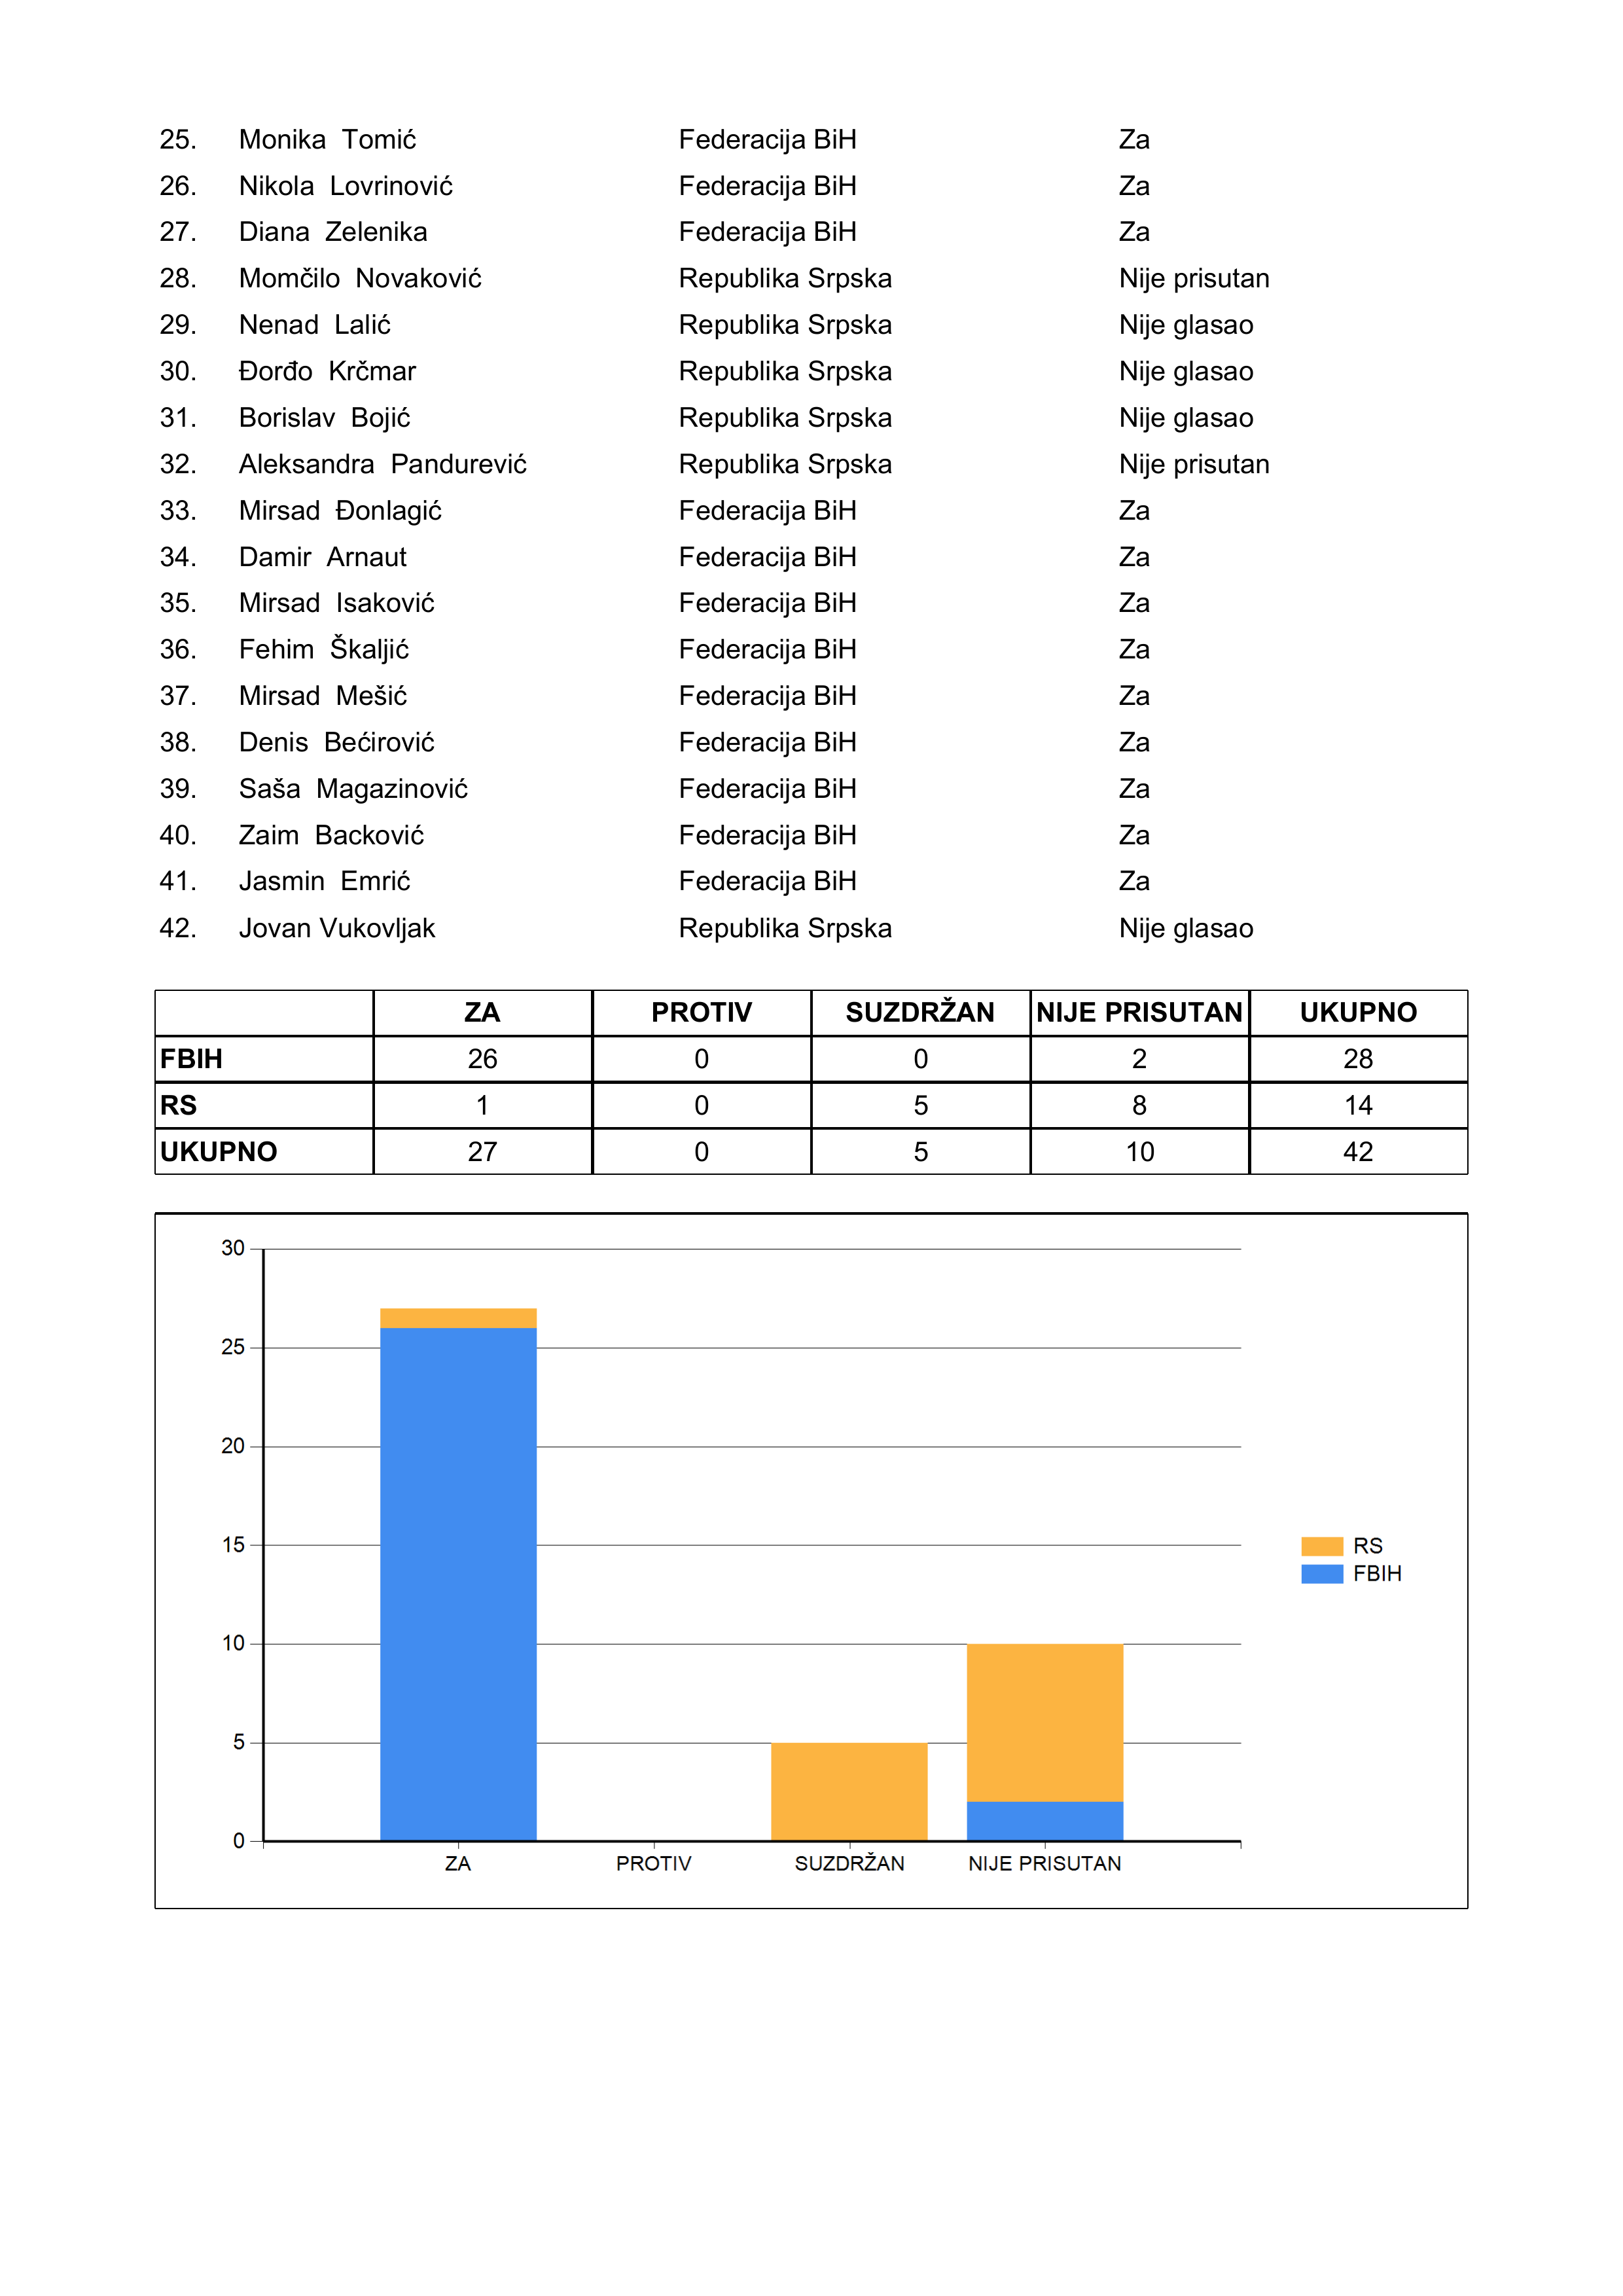 25. Monika Tomić Federacija BiH Za
26. Nikola Lovrinović Federacija BiH Za
27. Diana Zelenika Federacija BiH Za
28. Momčilo Novaković Republika Srpska Nije prisutan
29. Nenad Lalić Republika Srpska Nije glasao
30. Đorđo Krčmar Republika Srpska Nije glasao
31. Borislav Bojić Republika Srpska Nije glasao
32. Aleksandra Pandurević Republika Srpska Nije prisutan
33. Mirsad Đonlagić Federacija BiH Za
34. Damir Arnaut Federacija BiH Za
35. Mirsad Isaković Federacija BiH Za
36. Fehim Škaljić Federacija BiH Za
37. Mirsad Mešić Federacija BiH Za
38. Denis Bećirović Federacija BiH Za
39. Saša Magazinović Federacija BiH Za
40. Zaim Backović Federacija BiH Za
41. Jasmin Emrić Federacija BiH Za
42. Jovan Vukovljak Republika Srpska Nije glasao
ZA PROTIV SUZDRŽAN NIJE PRISUTAN UKUPNO
FBIH 26 0 0 2 28
RS 1 0 5 8 14
UKUPNO 27 0 5 10 42
30
25
20
15
10
5
0
ZA PROTIV SUZDRŽAN NIJE PRISUTAN
RS
FBIH